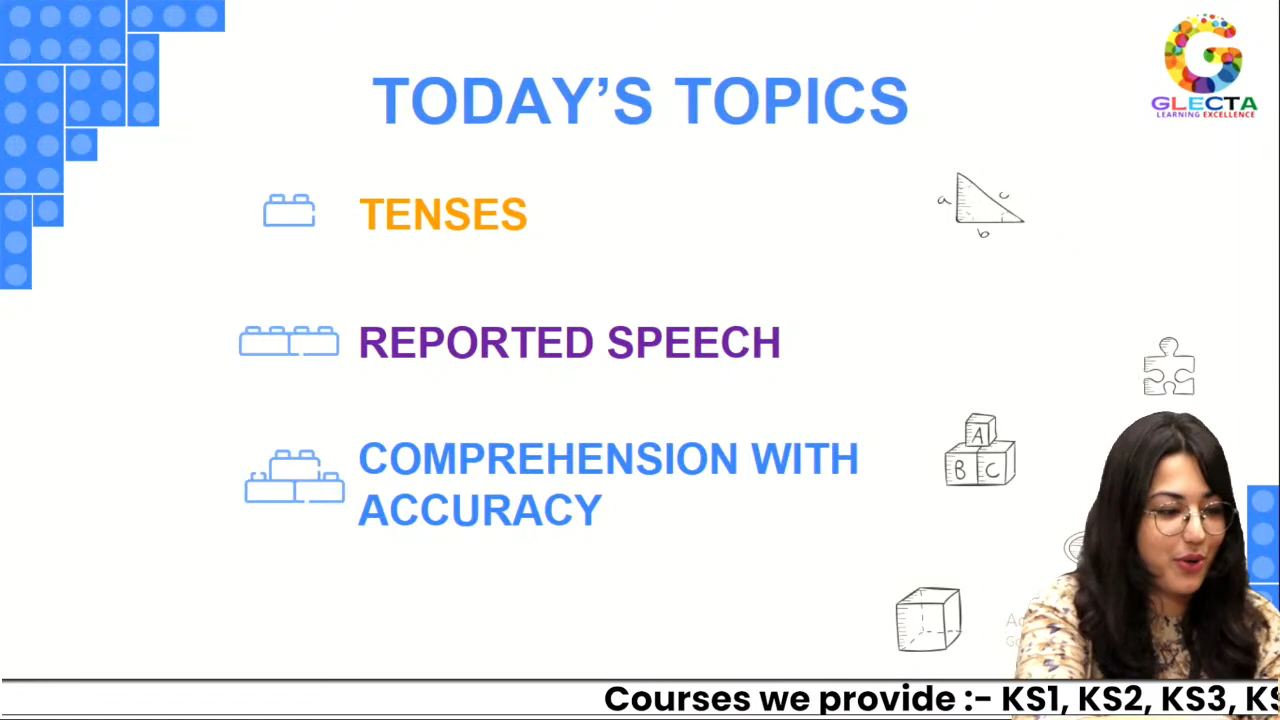 TODAY'S TOPICS
GLECTA
LEARNING EXCELLENCE
TENSES
a
c
b
REPORTED SPEECH
COMPREHENSION WITH
ACCURACY
A
B C
Courses we provide :- KS1, KS2, KS3,